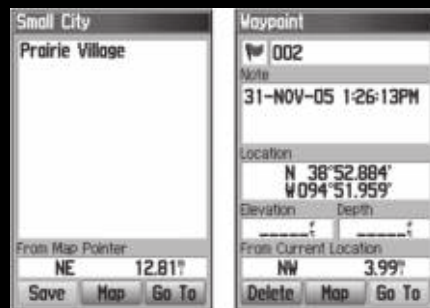 Small City
Prairie Village
From Map Pointer
NE 12.81
Save Map Go To
Waypoint
002
Note
31-NOV-05 1:26:13PM
Location
N 38°52.884'
W094°51.959'
Elevation Depth
_____ _____
From Current Location
NW 3.99
Delete Map Go To